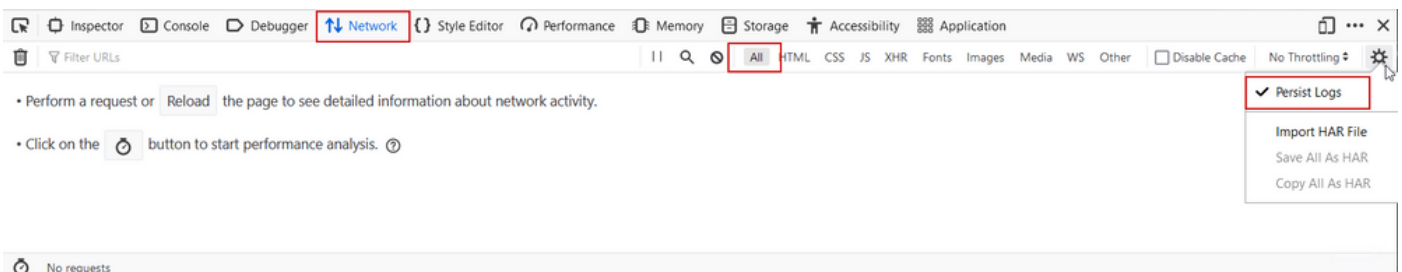 Inspector Console Debugger Network Style Editor Performance Memory Storage Accessibility Application
Filter URLs All HTML CSS JS XHR Fonts Images Media WS Other Disable Cache No Throttling
• Perform a request or Reload the page to see detailed information about network activity.
Persist Logs
• Click on the button to start performance analysis.
Import HAR File
Save All As HAR
Copy All As HAR
No requests